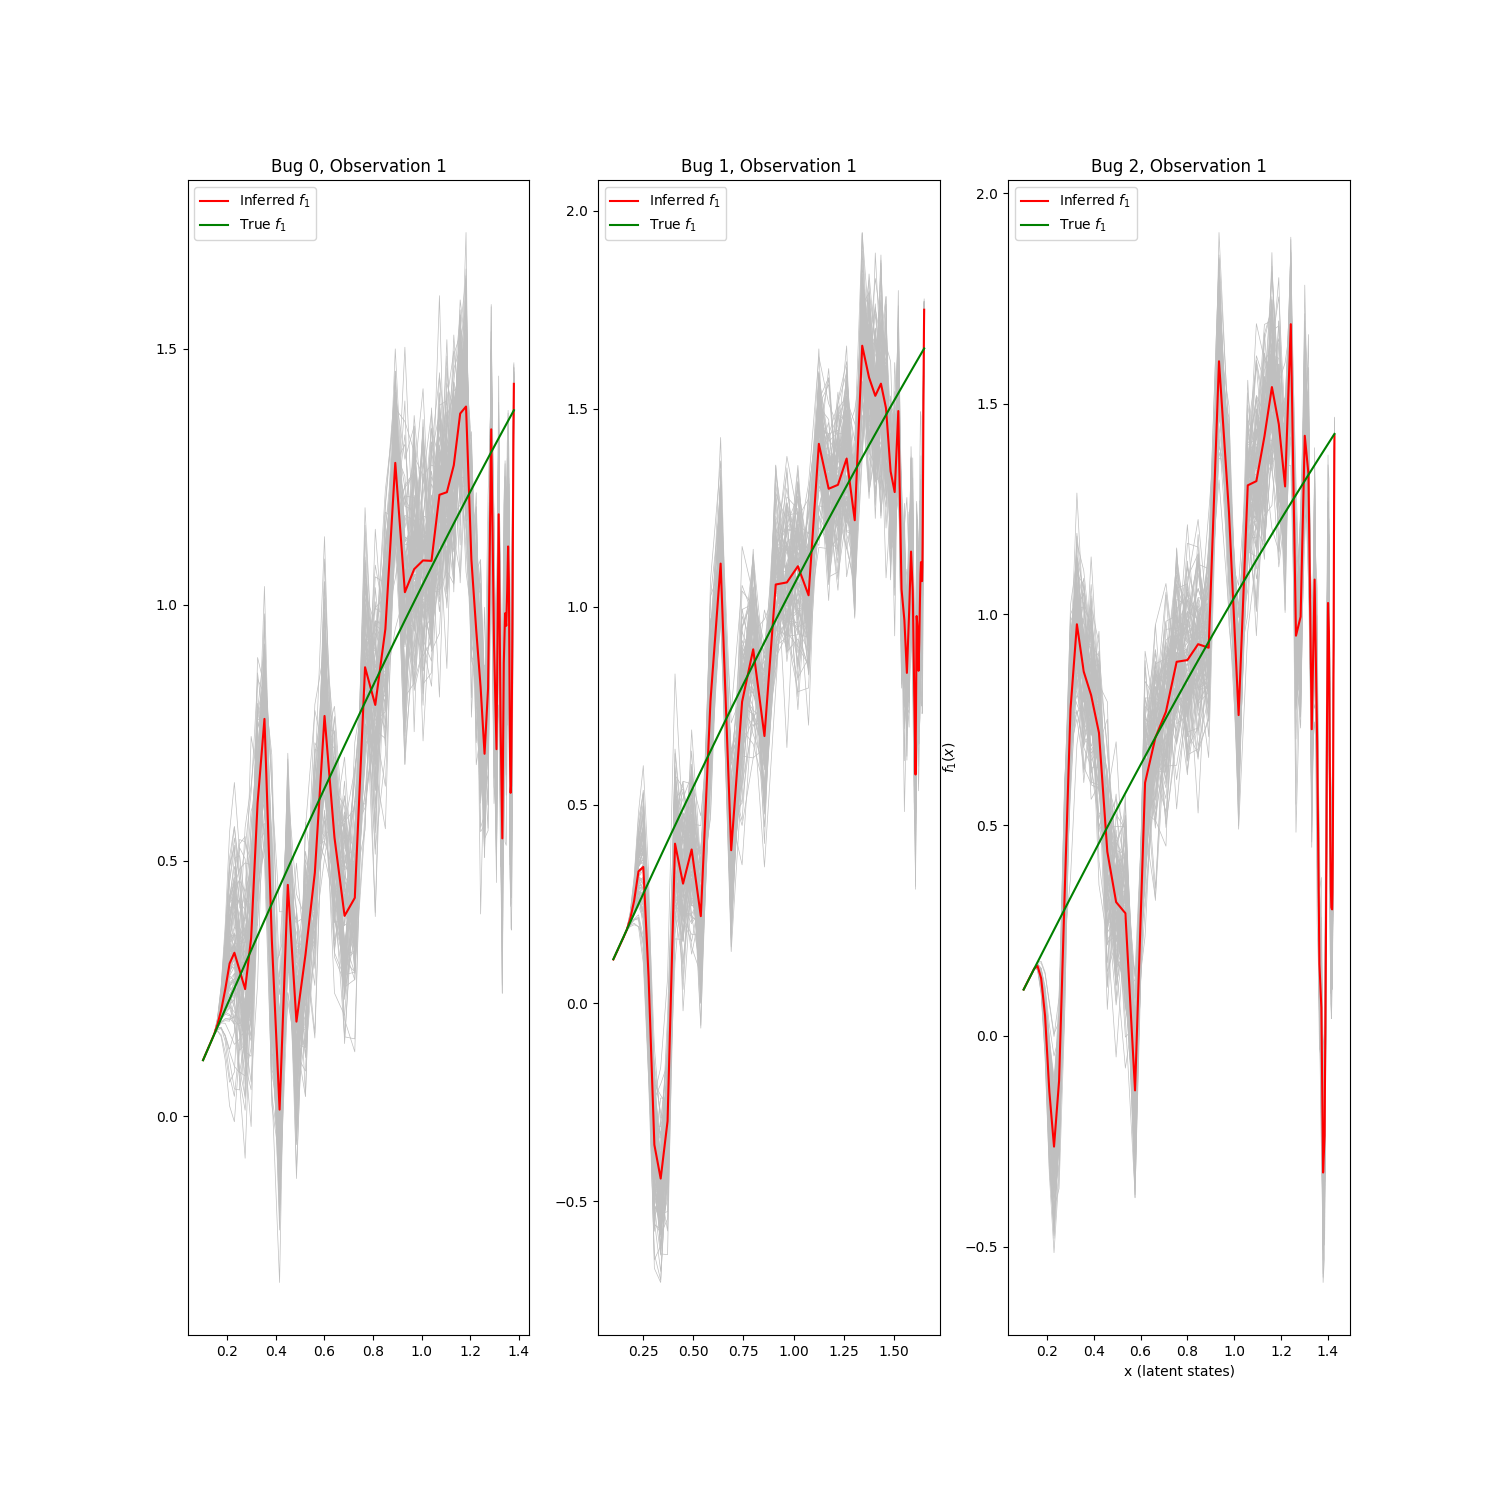 Bug 0, Observation 1
Inferred f₁
True f₁
1.5
1.0
0.5
0.0
0.2 0.4 0.6 0.8 1.0 1.2 1.4
Bug 1, Observation 1
Inferred f₁
True f₁
2.0
1.5
1.0
0.5
0.0
−0.5
0.25 0.50 0.75 1.00 1.25 1.50
Bug 2, Observation 1
Inferred f₁
True f₁
f₁(x)
2.0
1.5
1.0
0.5
0.0
−0.5
0.2 0.4 0.6 0.8 1.0 1.2 1.4
x (latent states)